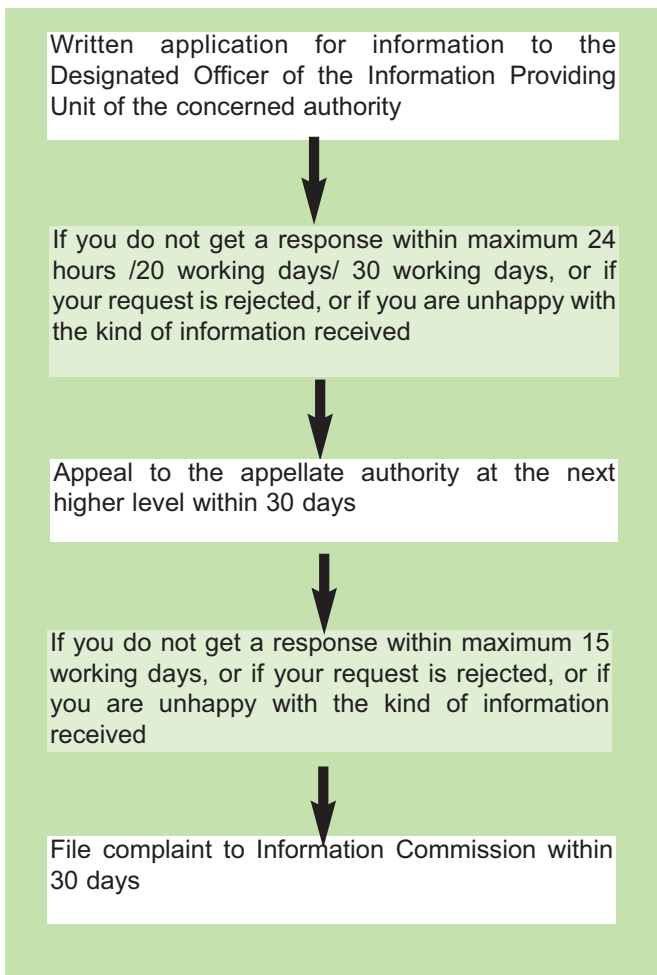 Written application for information to the
Designated Officer of the Information Providing
Unit of the concerned authority
If you do not get a response within maximum 24
hours /20 working days/ 30 working days, or if
your request is rejected, or if you are unhappy with
the kind of information received
Appeal to the appellate authority at the next
higher level within 30 days
If you do not get a response within maximum 15
working days, or if your request is rejected, or if
you are unhappy with the kind of information
received
File complaint to Information Commission within
30 days